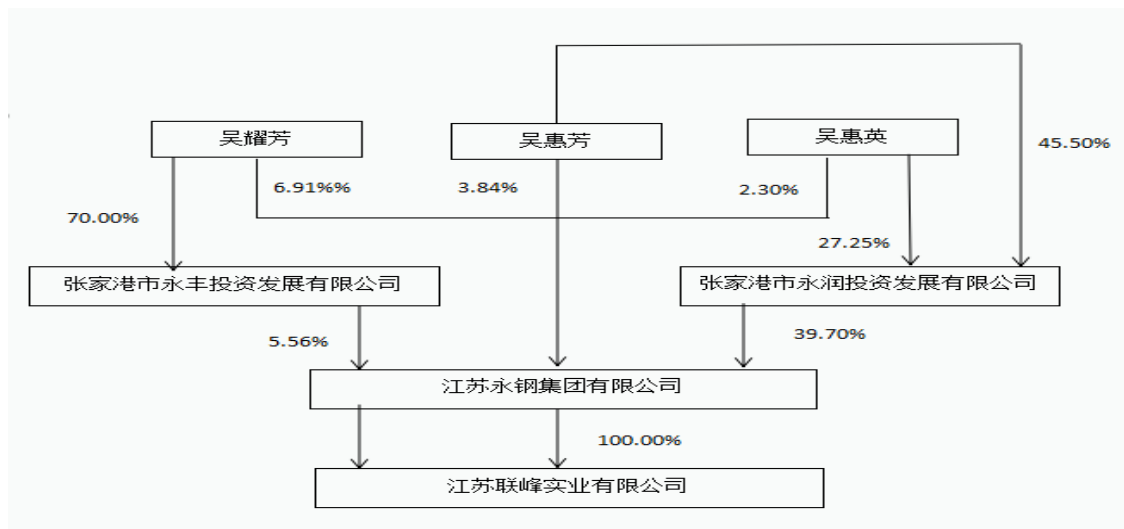 吴耀芳
吴惠芳
吴惠英
45.50%
6.91%%
3.84%
2.30%
70.00%
27.25%
张家港市永丰投资发展有限公司
张家港市永润投资发展有限公司
5.56%
39.70%
江苏永钢集团有限公司
100.00%
江苏联峰实业有限公司